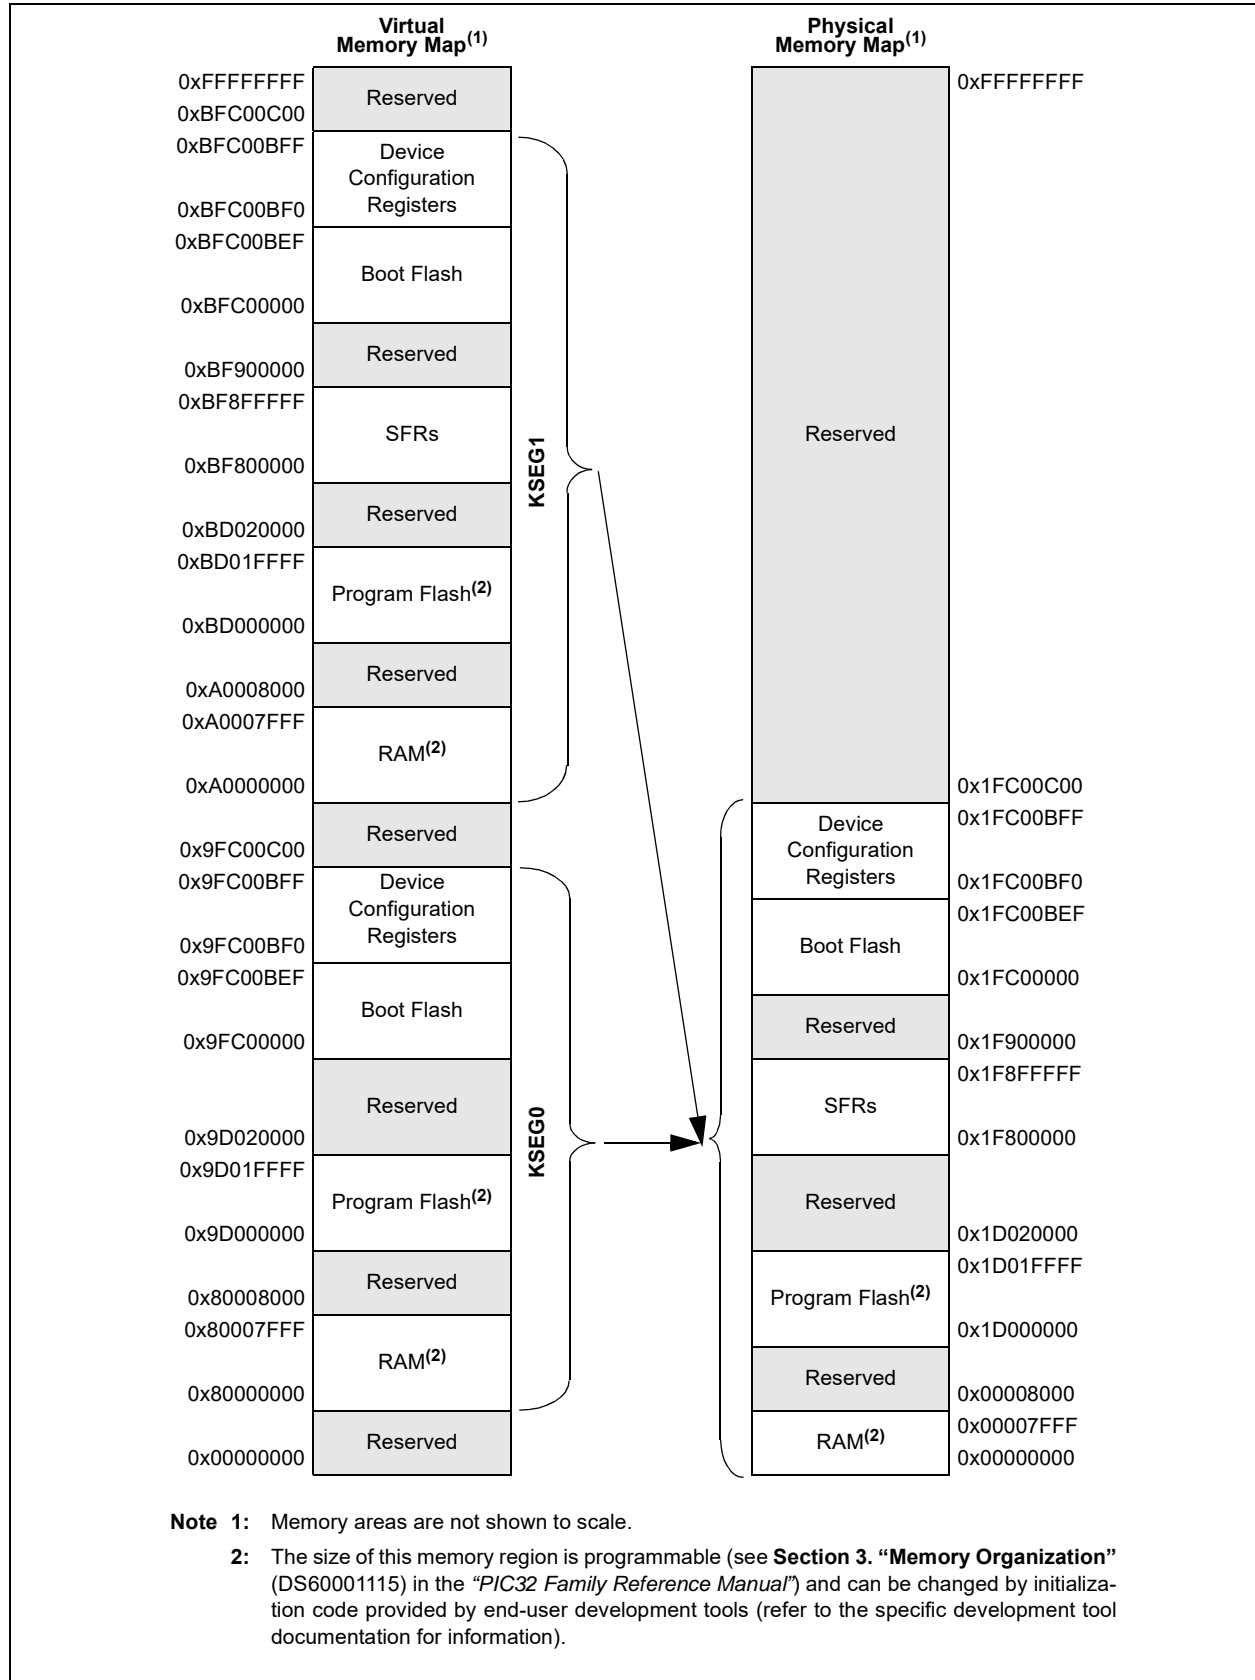 Virtual
Memory Map(1)
0xFFFFFFFF
Reserved
0xBFC00C00
0xBFC00BFF
Device
Configuration
Registers
0xBFC00BF0
0xBFC00BEF
Boot Flash
0xBFC00000
Reserved
0xBF900000
0xBF8FFFFF
SFRs
0xBF800000
Reserved
0xBD020000
0xBD01FFFF
Program Flash(2)
0xBD000000
Reserved
0xA0008000
0xA0007FFF
RAM(2)
0xA0000000
Reserved
0x9FC00C00
0x9FC00BFF
Device
Configuration
Registers
0x9FC00BF0
0x9FC00BEF
Boot Flash
0x9FC00000
Reserved
0x9D020000
0x9D01FFFF
Program Flash(2)
0x9D000000
Reserved
0x80008000
0x80007FFF
RAM(2)
0x80000000
Reserved
0x00000000
KSEG1
KSEG0
Physical
Memory Map(1)
0xFFFFFFFF
Reserved
0x1FC00C00
0x1FC00BFF
Device
Configuration
Registers
0x1FC00BF0
0x1FC00BEF
Boot Flash
0x1FC00000
Reserved
0x1F900000
0x1F8FFFFF
SFRs
0x1F800000
Reserved
0x1D020000
0x1D01FFFF
Program Flash(2)
0x1D000000
Reserved
0x00008000
0x00007FFF
RAM(2)
0x00000000
Note 1: Memory areas are not shown to scale.
2: The size of this memory region is programmable (see Section 3. “Memory Organization”
(DS60001115) in the “PIC32 Family Reference Manual”) and can be changed by initializa-
tion code provided by end-user development tools (refer to the specific development tool
documentation for information).